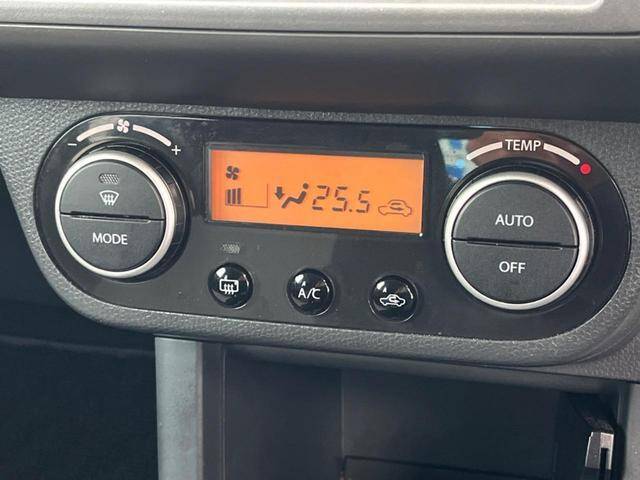 - +
TEMP
MODE
25.5
AUTO
OFF
A/C